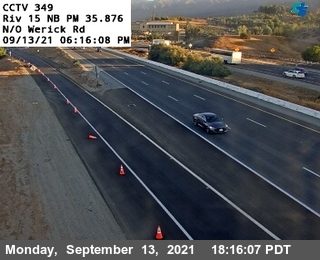 CCTV 349
Riv 15 NB PM 35.876
N/O Werick Rd
09/13/21 06:16:08 PM
Monday, September 13, 2021 18:16:07 PDT